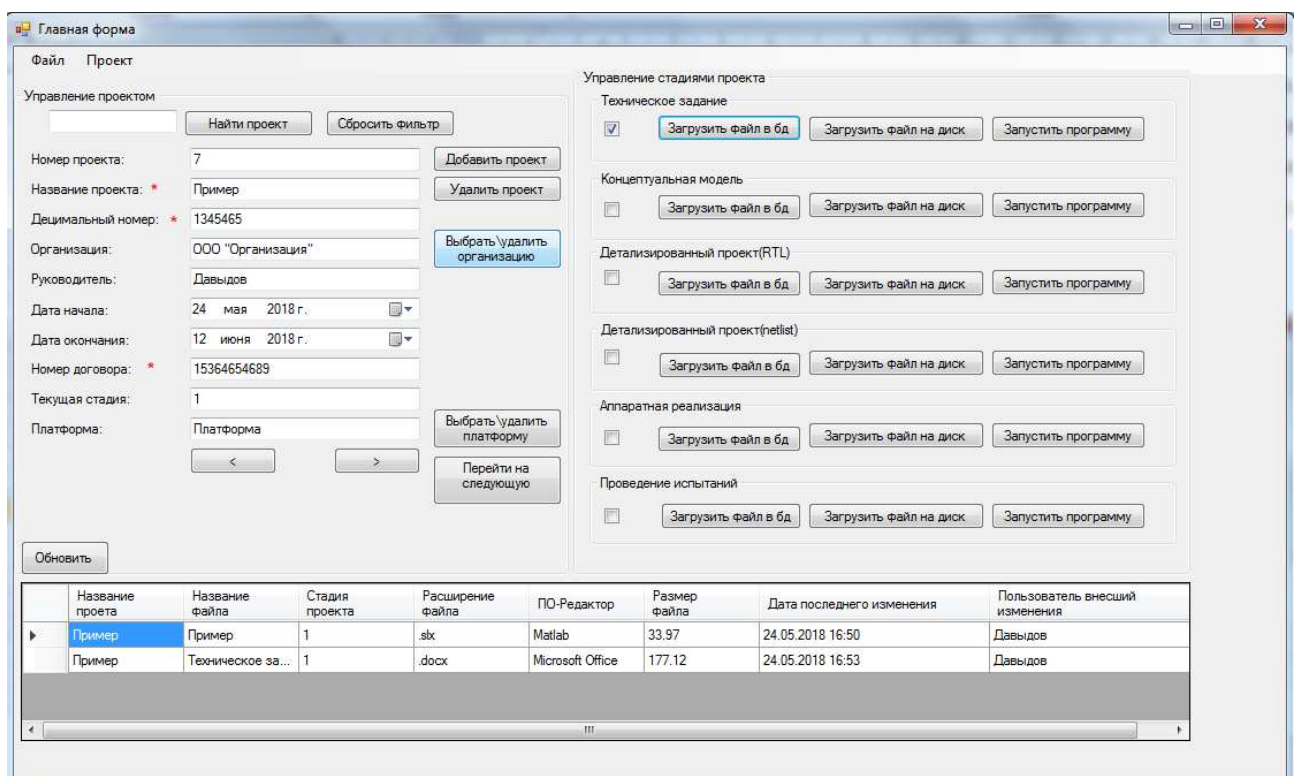 Главная форма
Файл Проект
Управление проектом
Найти проект Сбросить фильтр
Номер проекта: 7 Добавить проект
Название проекта: * Пример Удалить проект
Децимальный номер: * 1345465
Организация: ООО "Организация" Выбрать\удалить
организацию
Руководитель: Давыдов
Дата начала: 24 мая 2018 г.
Дата окончания: 12 июня 2018 г.
Номер договора: * 15364654689
Текущая стадия: 1
Платформа: Платформа Выбрать\удалить
платформу
< >
Перейти на
следующую
Обновить
Управление стадиями проекта
Техническое задание
Загрузить файл в бд Загрузить файл на диск Запустить программу
Концептуальная модель
Загрузить файл в бд Загрузить файл на диск Запустить программу
Детализированный проект(RTL)
Загрузить файл в бд Загрузить файл на диск Запустить программу
Детализированный проект(netlist)
Загрузить файл в бд Загрузить файл на диск Запустить программу
Аппаратная реализация
Загрузить файл в бд Загрузить файл на диск Запустить программу
Проведение испытаний
Загрузить файл в бд Загрузить файл на диск Запустить программу
Название Название Стадия Расширение ПО-Редактор Размер Дата последнего изменения Пользователь внесший
проета файла проекта файла файла изменения
Пример Пример 1 .slx Matlab 33.97 24.05.2018 16:50 Давыдов
Пример Техническое за... 1 .docx Microsoft Office 177.12 24.05.2018 16:53 Давыдов